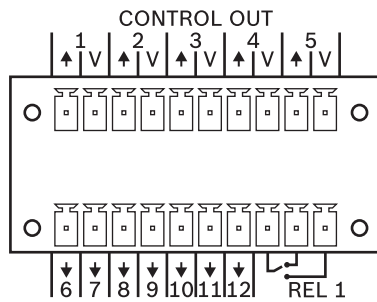 CONTROL OUT
1 2 3 4 5
V V V V V
6 7 8 9 10 11 12 REL 1